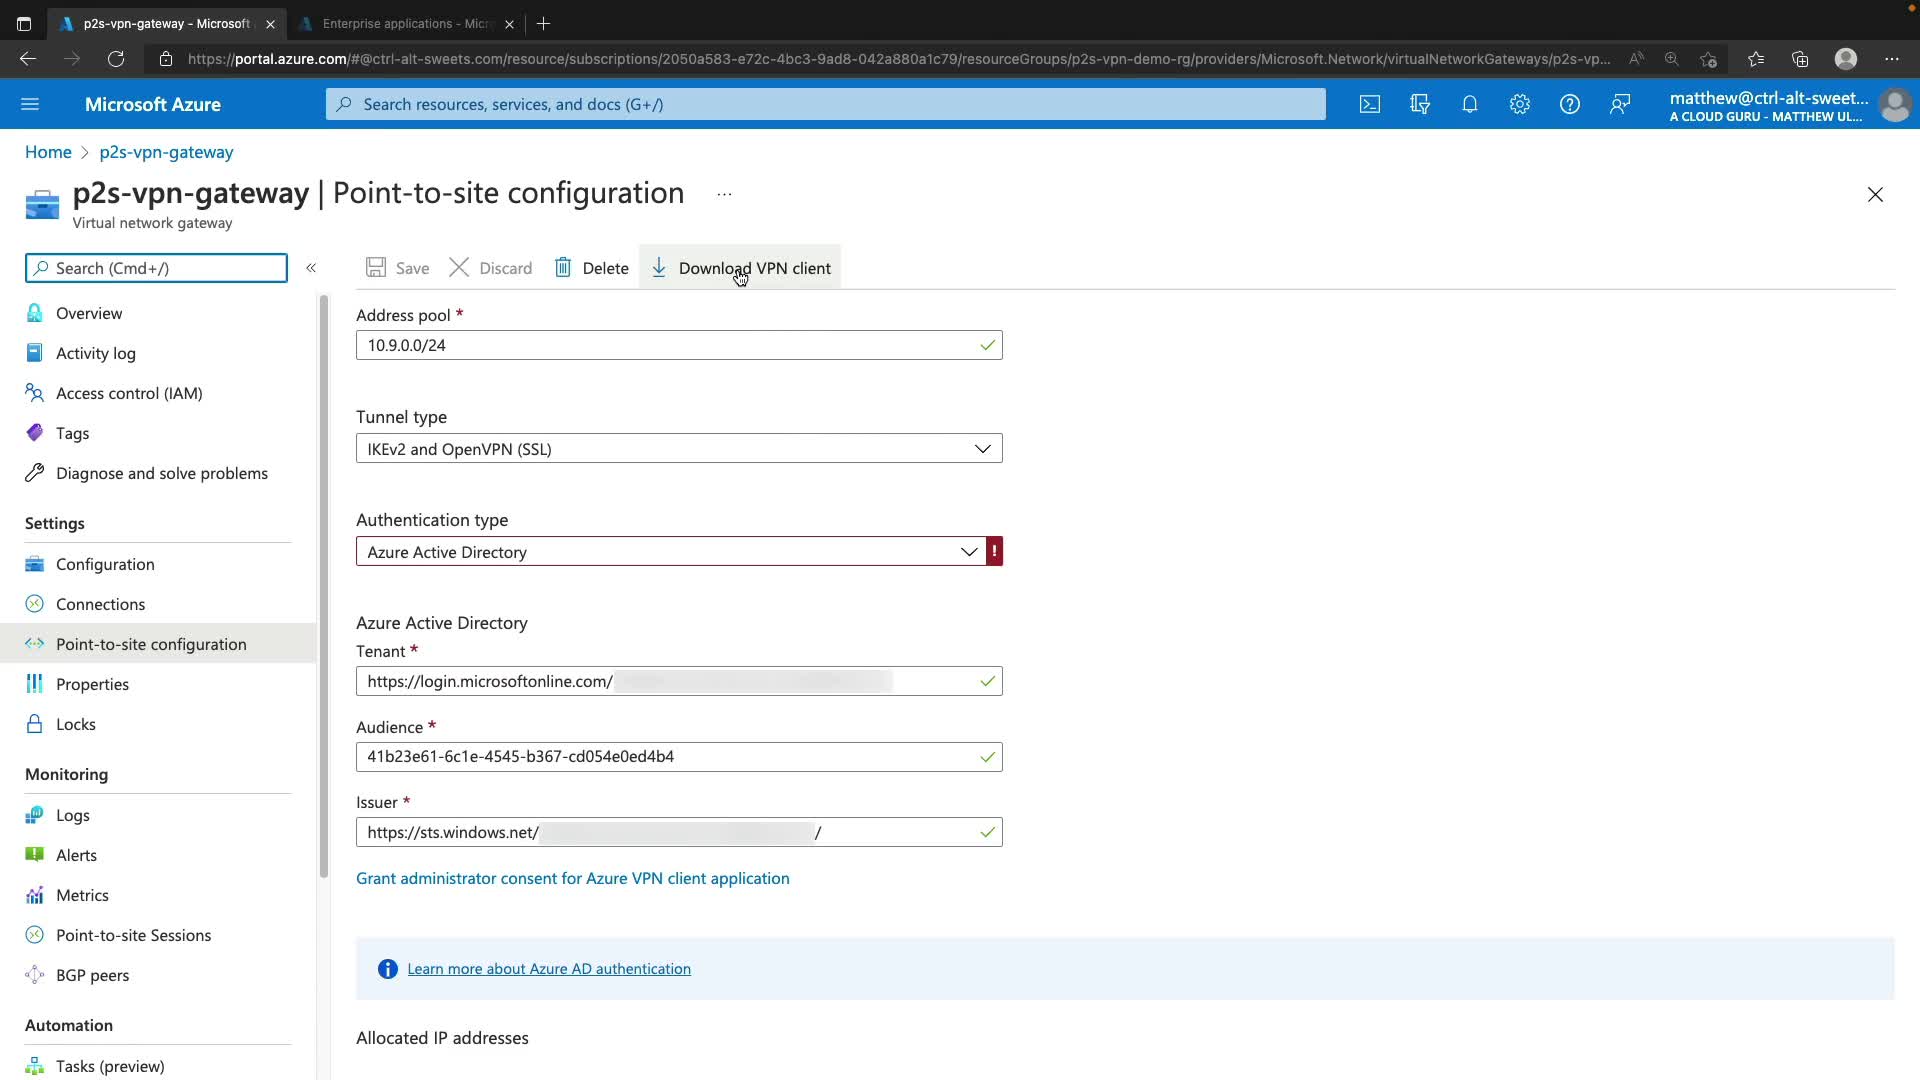 p2s-vpn-gateway - Microsoft
Enterprise applications - Micr
https://portal.azure.com/#@ctrl-alt-sweets.com/resource/subscriptions/2050a583-e72c-4bc3-9ad8-042a880a1c79/resourceGroups/p2s-vpn-demo-rg/providers/Microsoft.Network/virtualNetworkGateways/p2s-vp...
Microsoft Azure
Search resources, services, and docs (G+/)
matthew@ctrl-alt-sweet...
A CLOUD GURU - MATTHEW UL...
Home > p2s-vpn-gateway
p2s-vpn-gateway | Point-to-site configuration ...
Virtual network gateway
Search (Cmd+/)
«
Save
Discard
Delete
Download VPN client
Overview
Activity log
Access control (IAM)
Tags
Diagnose and solve problems
Settings
Configuration
Connections
Point-to-site configuration
Properties
Locks
Monitoring
Logs
Alerts
Metrics
Point-to-site Sessions
BGP peers
Automation
Tasks (preview)
Address pool *
10.9.0.0/24
Tunnel type
IKEv2 and OpenVPN (SSL)
Authentication type
Azure Active Directory
!
Azure Active Directory
Tenant *
https://login.microsoftonline.com/
Audience *
41b23e61-6c1e-4545-b367-cd054e0ed4b4
Issuer *
https://sts.windows.net/ /
Grant administrator consent for Azure VPN client application
Learn more about Azure AD authentication
Allocated IP addresses